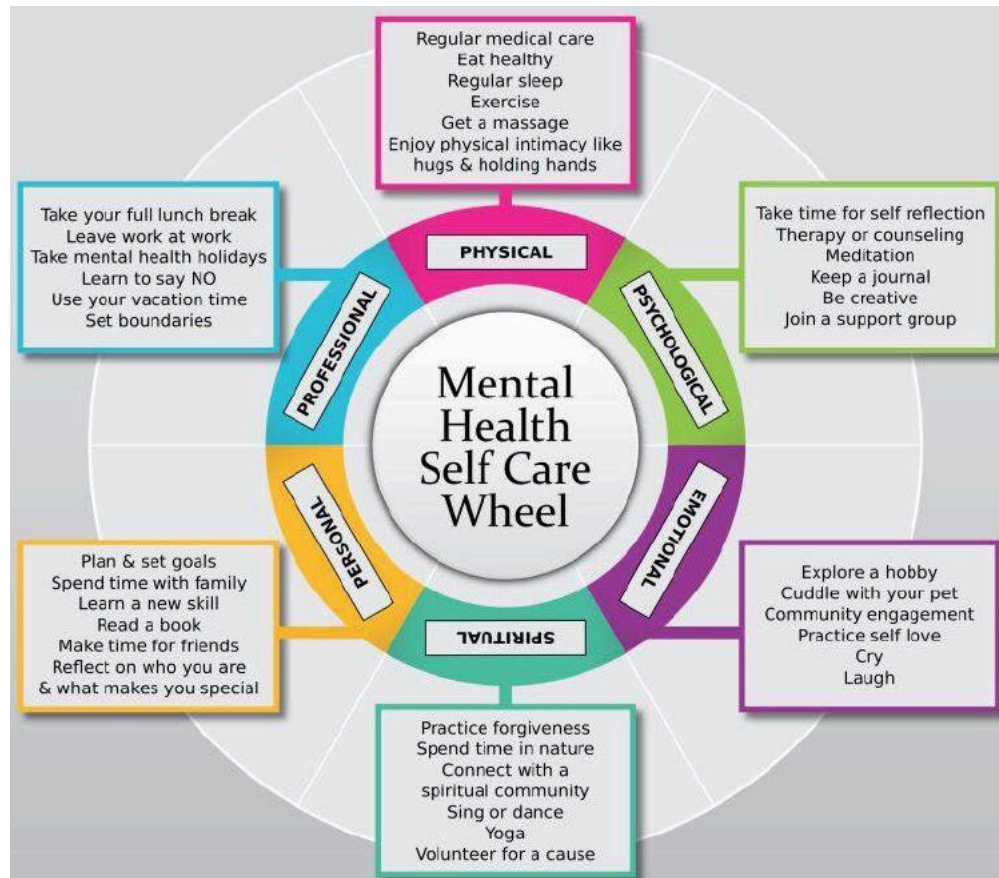 Regular medical care
Eat healthy
Regular sleep
Exercise
Get a massage
Enjoy physical intimacy like
hugs & holding hands
PHYSICAL
Take your full lunch break
Leave work at work
Take mental health holidays
Learn to say NO
Use your vacation time
Set boundaries
PROFESSIONAL
Take time for self reflection
Therapy or counseling
Meditation
Keep a journal
Be creative
Join a support group
PSYCHOLOGICAL
Mental
Health
Self Care
Wheel
Plan & set goals
Spend time with family
Learn a new skill
Read a book
Make time for friends
Reflect on who you are
& what makes you special
PERSONAL
Explore a hobby
Cuddle with your pet
Community engagement
Practice self love
Cry
Laugh
EMOTIONAL
SPIRITUAL
Practice forgiveness
Spend time in nature
Connect with a
spiritual community
Sing or dance
Yoga
Volunteer for a cause